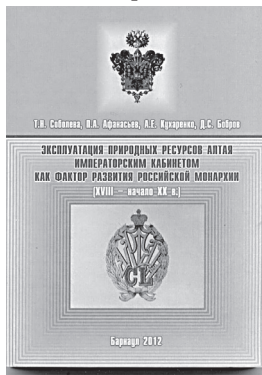 Т.Н. Соболева, П.А. Афанасьев, А.Е. Кухаренко, Д.С. Бобров
ЭКСПЛУАТАЦИЯ ПРИРОДНЫХ РЕСУРСОВ АЛТАЯ
ИМПЕРАТОРСКИМ КАБИНЕТОМ
КАК ФАКТОР РАЗВИТИЯ РОССИЙСКОЙ МОНАРХИИ
(XVIII – начало XX в.)
CL
Барнаул 2012